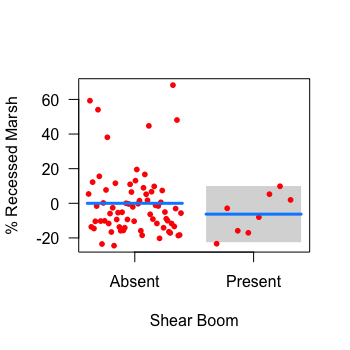 % Recessed Marsh
60
40
20
0
-20
Absent Present
Shear Boom